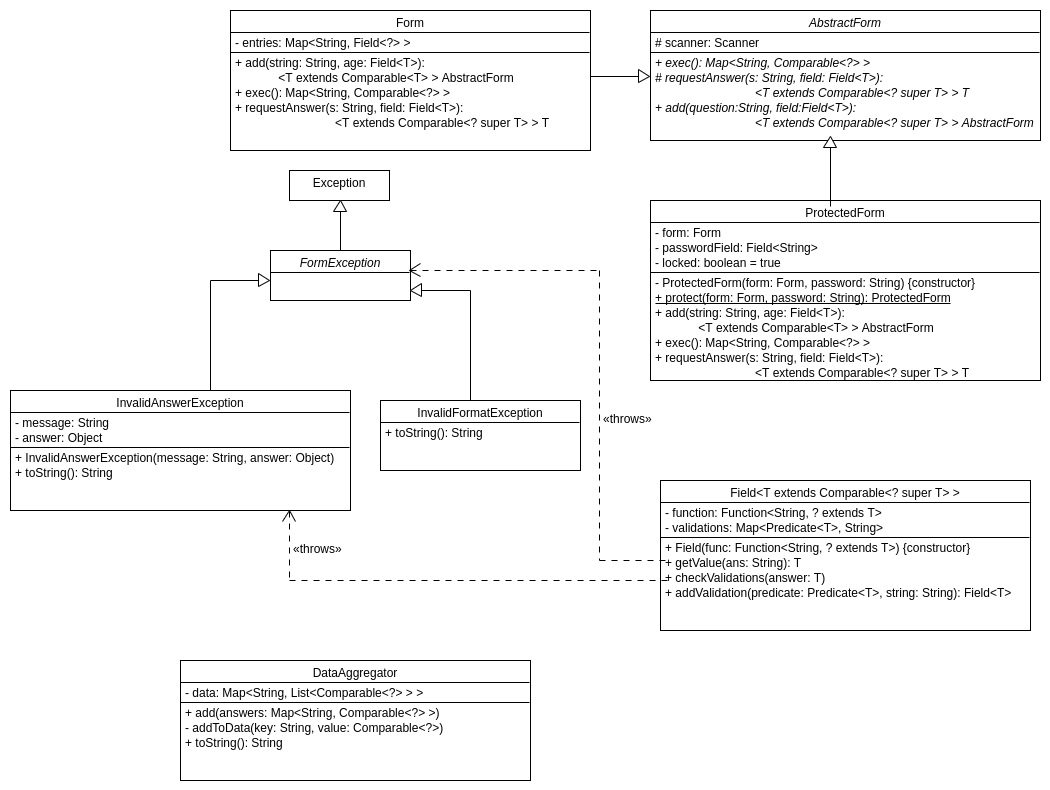 Form
- entries: Map<String, Field<?> >
+ add(string: String, age: Field<T>):
<T extends Comparable<T> > AbstractForm
+ exec(): Map<String, Comparable<?> >
+ requestAnswer(s: String, field: Field<T>):
<T extends Comparable<? super T> > T
AbstractForm
# scanner: Scanner
+ exec(): Map<String, Comparable<?> >
# requestAnswer(s: String, field: Field<T>):
<T extends Comparable<? super T> > T
+ add(question:String, field:Field<T>):
<T extends Comparable<? super T> > AbstractForm
Exception
FormException
ProtectedForm
- form: Form
- passwordField: Field<String>
- locked: boolean = true
- ProtectedForm(form: Form, password: String) {constructor}
+ protect(form: Form, password: String): ProtectedForm
+ add(string: String, age: Field<T>):
<T extends Comparable<T> > AbstractForm
+ exec(): Map<String, Comparable<?> >
+ requestAnswer(s: String, field: Field<T>):
<T extends Comparable<? super T> > T
InvalidAnswerException
- message: String
- answer: Object
+ InvalidAnswerException(message: String, answer: Object)
+ toString(): String
InvalidFormatException
+ toString(): String
«throws»
«throws»
Field<T extends Comparable<? super T> >
- function: Function<String, ? extends T>
- validations: Map<Predicate<T>, String>
+ Field(func: Function<String, ? extends T>) {constructor}
+ getValue(ans: String): T
+ checkValidations(answer: T)
+ addValidation(predicate: Predicate<T>, string: String): Field<T>
DataAggregator
- data: Map<String, List<Comparable<?> > >
+ add(answers: Map<String, Comparable<?> >)
- addToData(key: String, value: Comparable<?>)
+ toString(): String